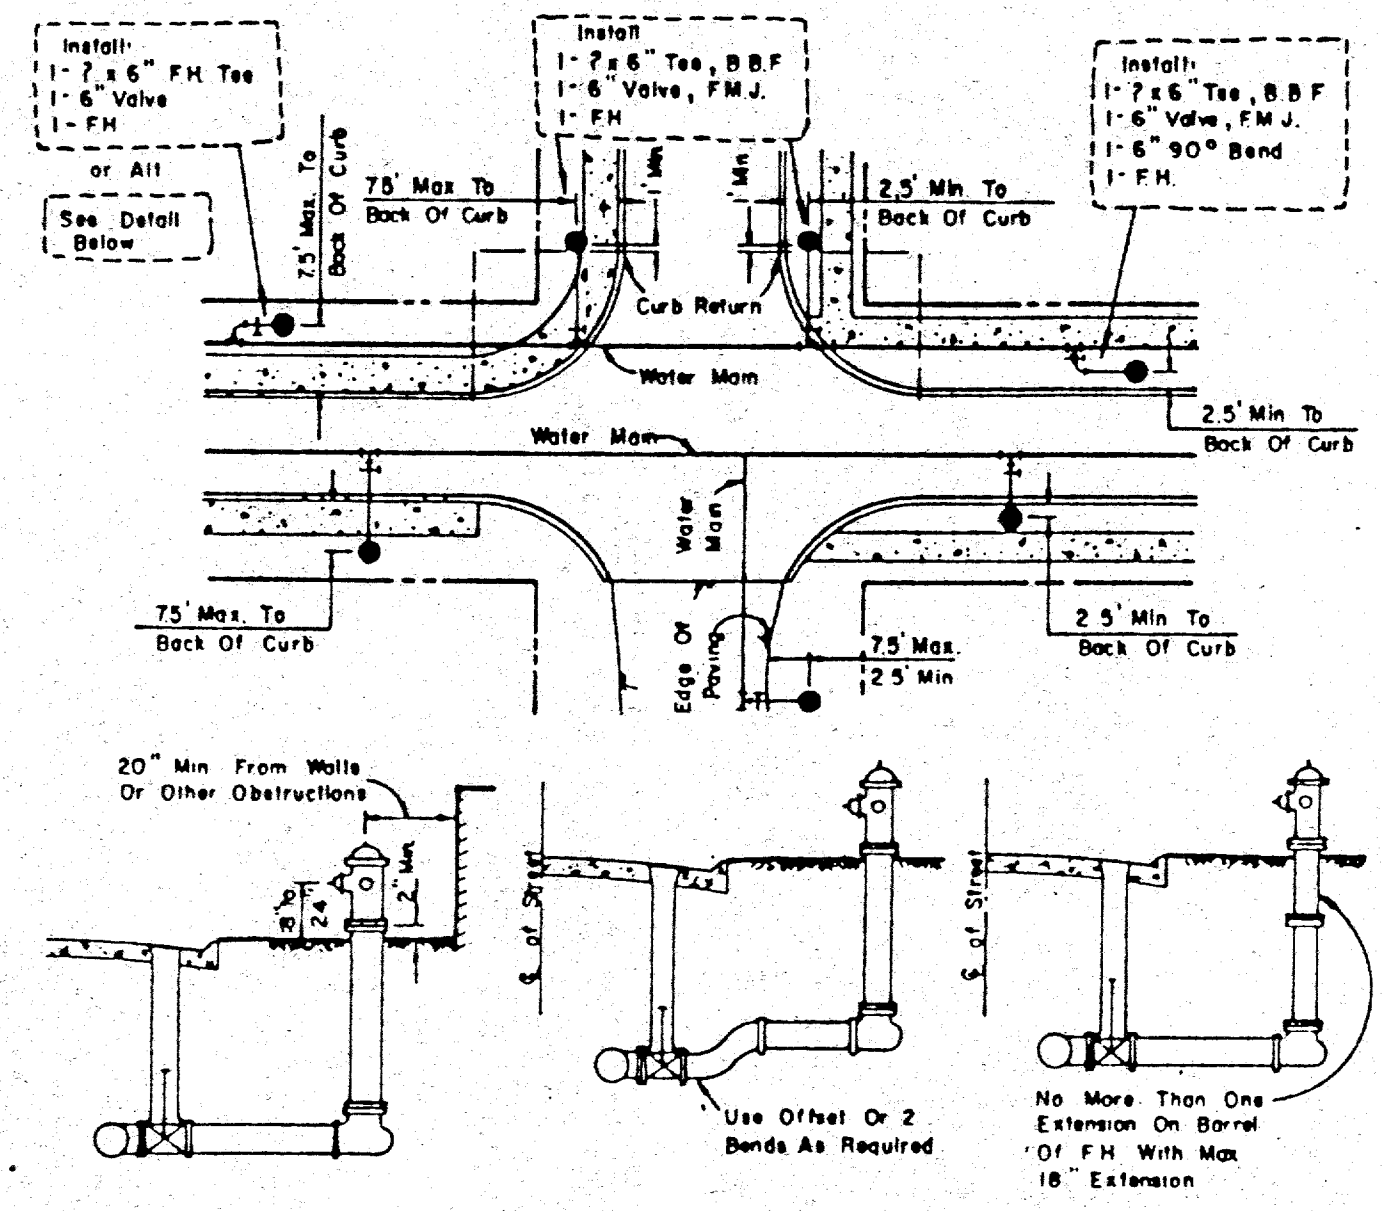 Install:
1- ? x 6" F.H. Tee
1- 6" Valve
1- F.H.
or Alt
See Detail
Below
7.5' Max. To
Back Of Curb
Install
1- ? x 6" Tee, B.B.F
1- 6" Valve, F.M.J.
1- F.H.
7.5' Max To
Back Of Curb
1' Min
1' Min
2.5' Min To
Back Of Curb
Install:
1- ? x 6" Tee, B.B.F
1- 6" Valve, F.M.J.
1- 6" 90° Bend
1- F.H.
Curb Return
Water Main
Water Main
2.5' Min To
Back Of Curb
Water
Main
7.5' Max. To
Back Of Curb
Edge Of
Paving
7.5' Max.
2.5' Min
2.5' Min To
Back Of Curb
20" Min From Walls
Or Other Obstructions
18" To
24"
2" Min
℄ of Street
℄ of Street
Use Offset Or 2
Bends As Required
No More Than One
Extension On Barrel
Of F.H. With Max
18" Extension